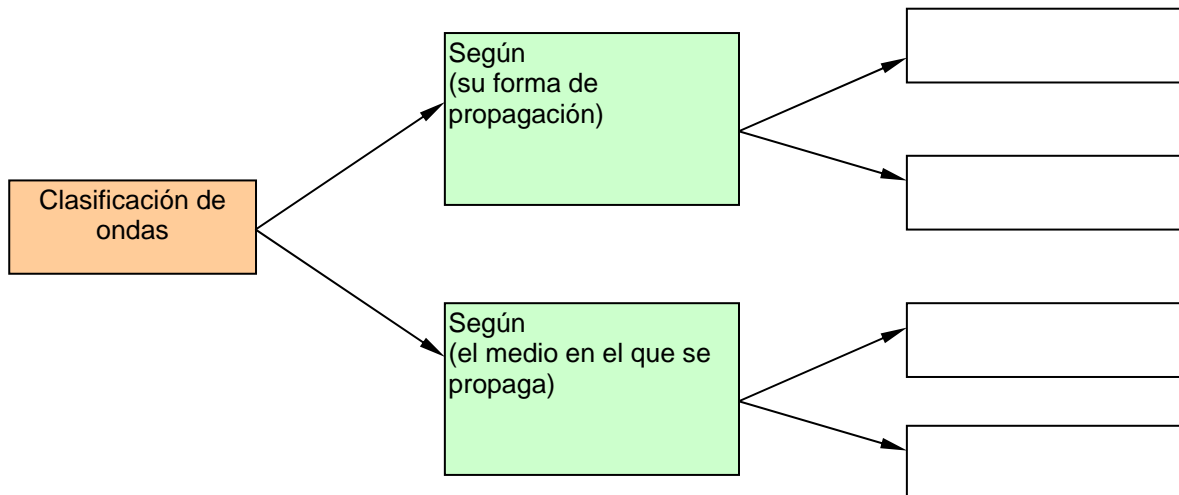 Clasificación de
ondas
Según
(su forma de
propagación)
Según
(el medio en el que se
propaga)